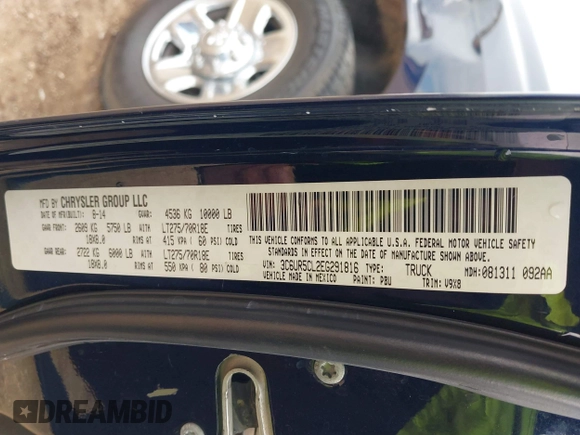 MFD BY CHRYSLER GROUP LLC
DATE OF MFR(BUILT): 8-14 GVWR: 4536 KG 10000 LB
GAWR FRONT: 2609 KG 5750 LB WITH LT275/70R18E TIRES
18X8.0 RIMS AT 415 KPA ( 60 PSI) COLD
GAWR REAR: 2722 KG 6000 LB WITH LT275/70R18E TIRES
18X8.0 RIMS AT 550 KPA ( 80 PSI) COLD
THIS VEHICLE CONFORMS TO ALL APPLICABLE U.S.A. FEDERAL MOTOR VEHICLE SAFETY
STANDARDS IN EFFECT ON THE DATE OF MANUFACTURE SHOWN ABOVE.
VIN: 3C6UR5CL2EG291816 TYPE: TRUCK
VEHICLE MADE IN MEXICO PAINT: PBU MDH: 081311 092AA
TRIM: V9X8
DREAMBID